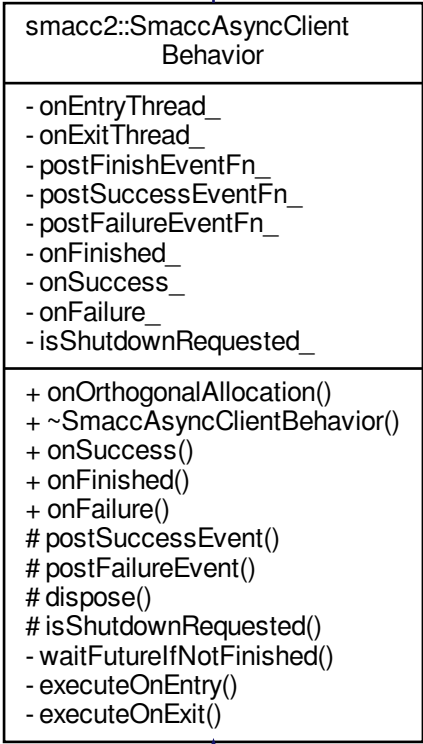 smacc2::SmaccAsyncClient
Behavior
- onEntryThread_
- onExitThread_
- postFinishEventFn_
- postSuccessEventFn_
- postFailureEventFn_
- onFinished_
- onSuccess_
- onFailure_
- isShutdownRequested_
+ onOrthogonalAllocation()
+ ~SmaccAsyncClientBehavior()
+ onSuccess()
+ onFinished()
+ onFailure()
# postSuccessEvent()
# postFailureEvent()
# dispose()
# isShutdownRequested()
- waitFutureIfNotFinished()
- executeOnEntry()
- executeOnExit()